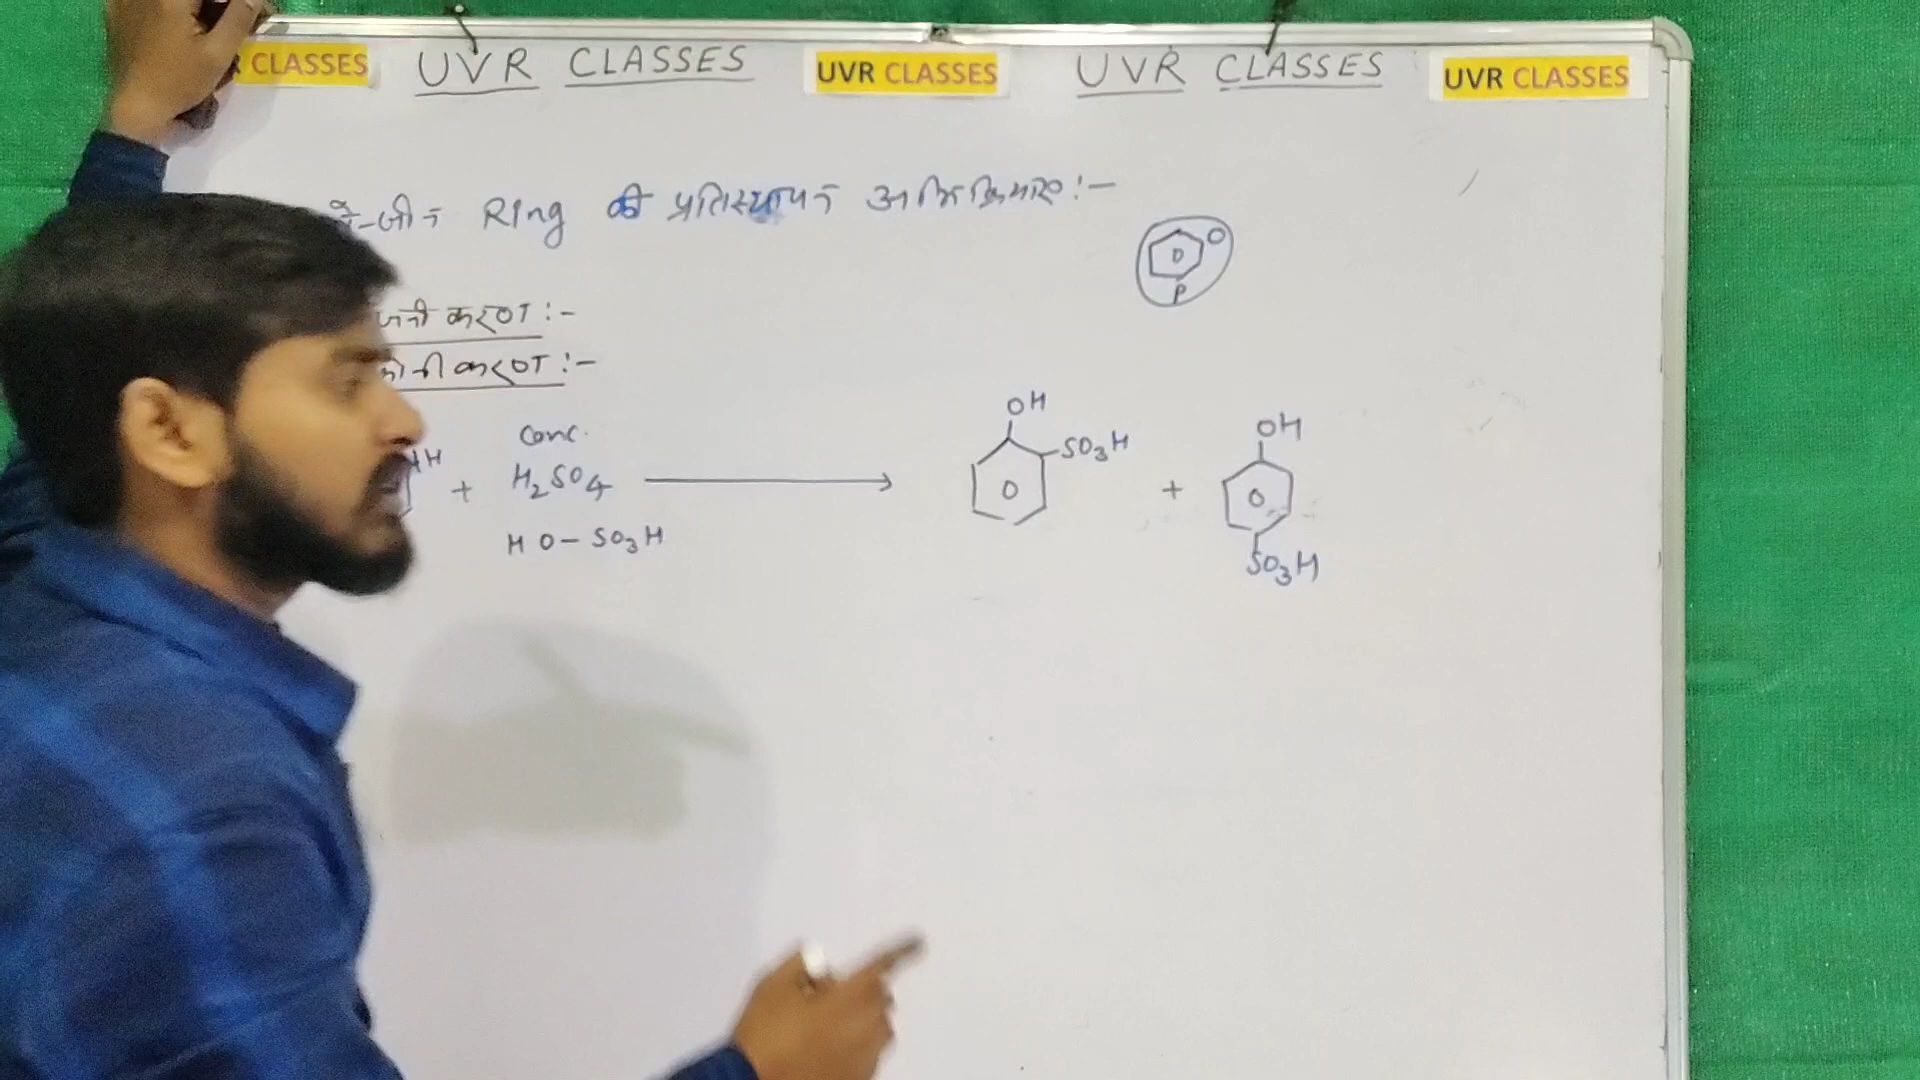 CLASSES UVR CLASSES UVR CLASSES UVR CLASSES UVR CLASSES
Ring की प्रतिस्थापन अभिक्रियाएं :-
O
P
करण :-
करण :-
OH
Conc.
SO3H
OH
H + H2SO4 ⟶ +
HO-SO3H
SO3H